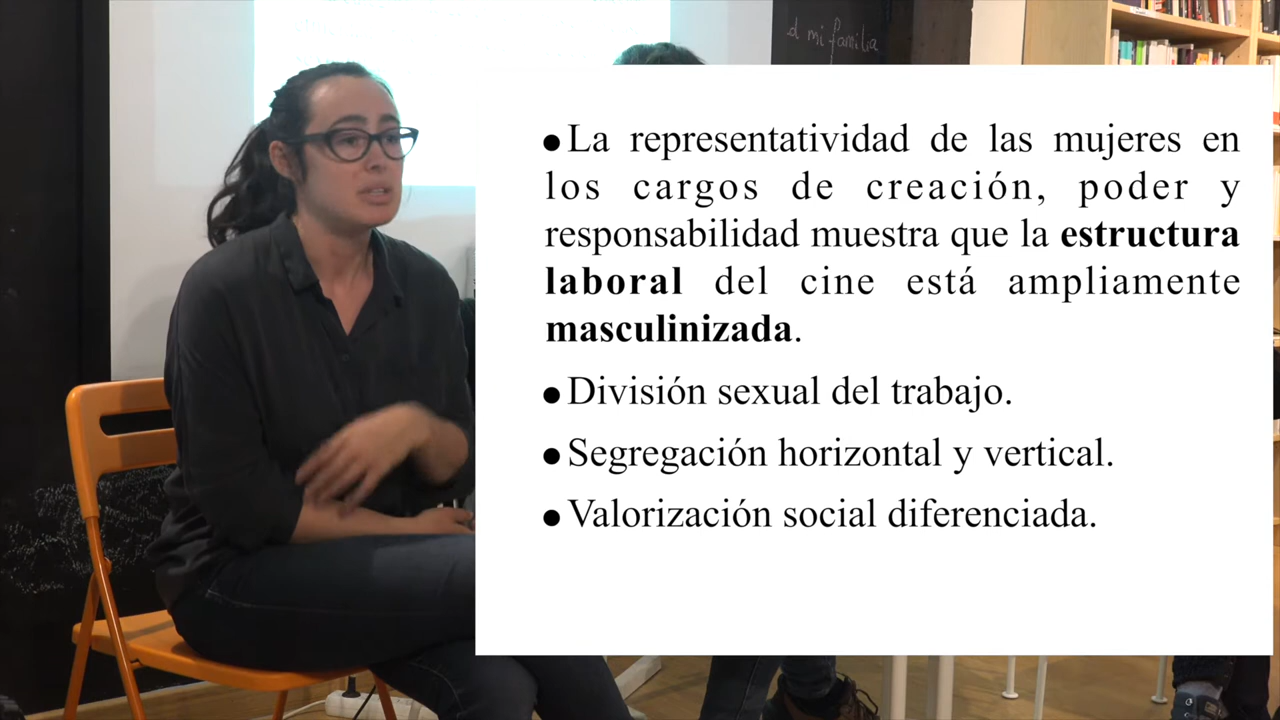 d mi familia
●La representatividad de las mujeres en
los cargos de creación, poder y
responsabilidad muestra que la estructura
laboral del cine está ampliamente
masculinizada.
●División sexual del trabajo.
●Segregación horizontal y vertical.
●Valorización social diferenciada.